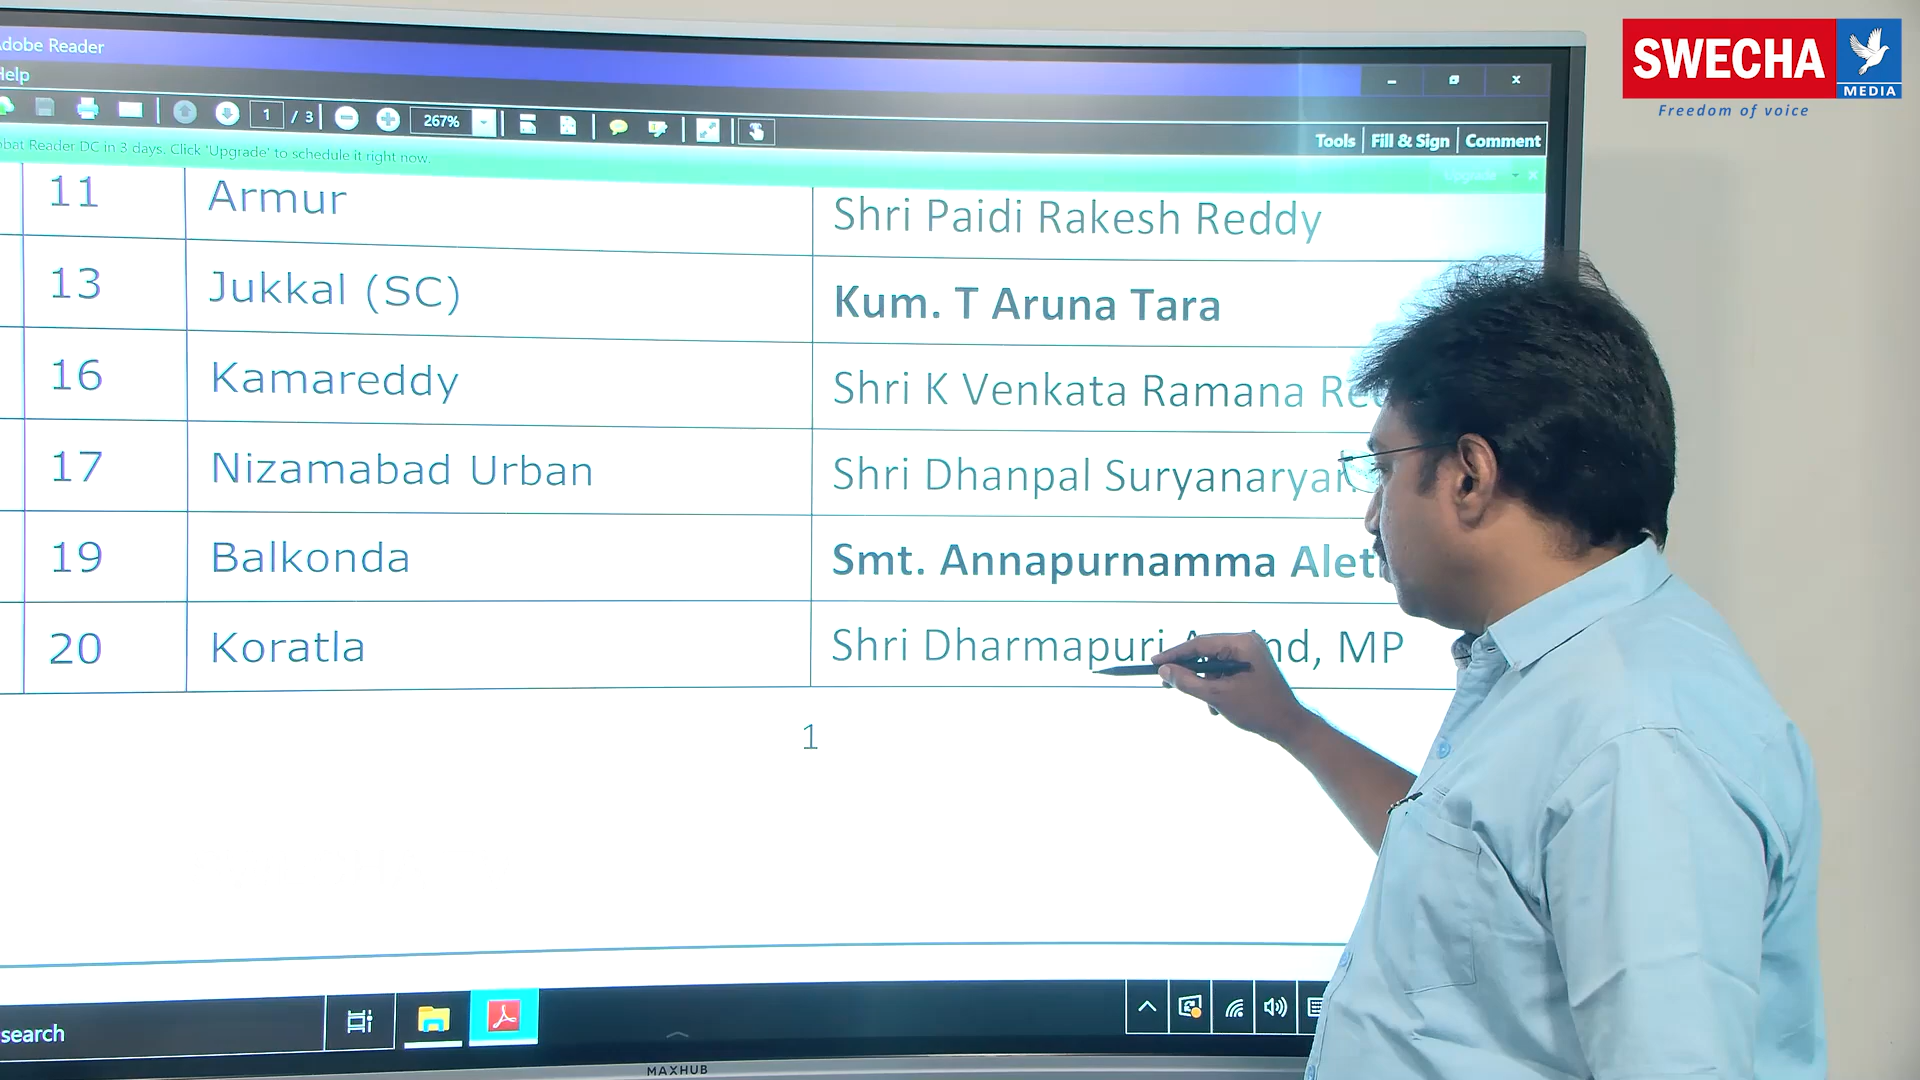 SWECHA
MEDIA
Freedom of voice
Adobe Reader
Help
1 / 3
267%
Tools
Fill & Sign
Comment
bat Reader DC in 3 days. Click 'Upgrade' to schedule it right now.
Upgrade
11 Armur Shri Paidi Rakesh Reddy
13 Jukkal (SC) Kum. T Aruna Tara
16 Kamareddy Shri K Venkata Ramana
17 Nizamabad Urban Shri Dhanpal
19 Balkonda Smt. Annapurnamma
20 Koratla Shri Dharmapuri MP
1
search
MAXHUB